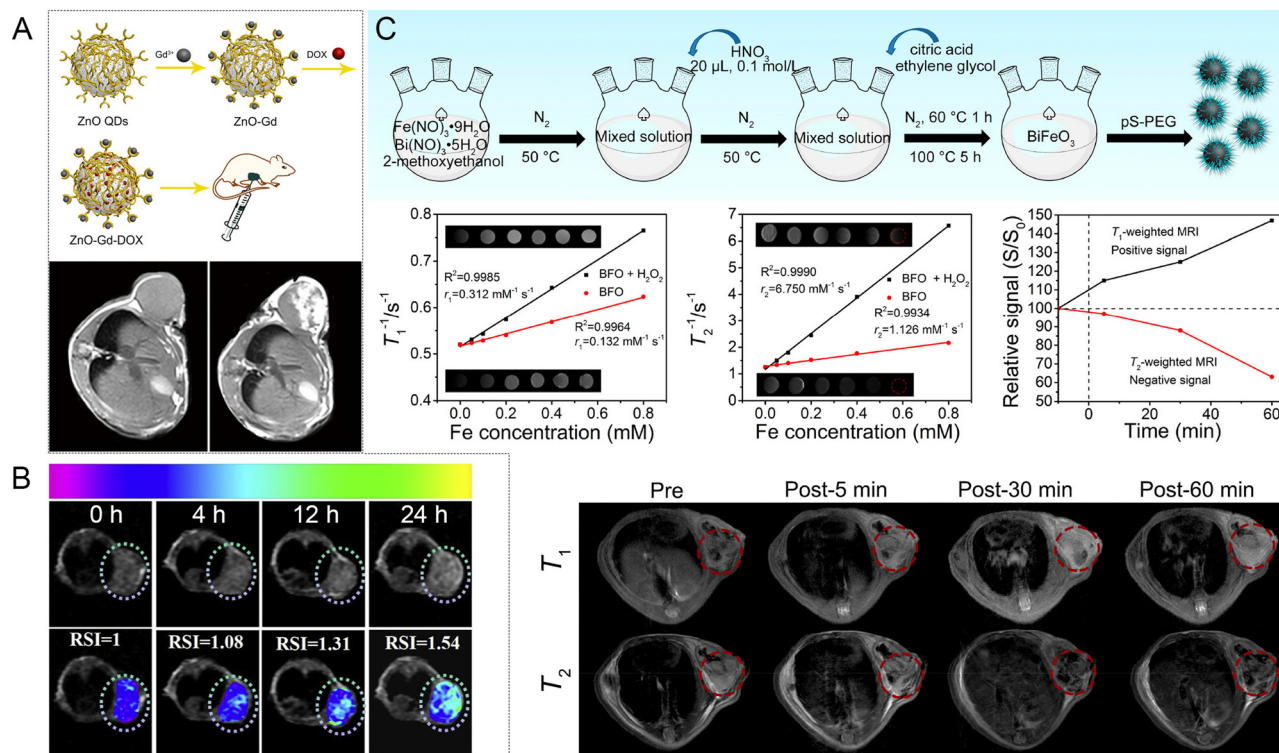 A
Gd³⁺
DOX
ZnO QDs
ZnO-Gd
ZnO-Gd-DOX
C
HNO₃
20 μL, 0.1 mol/L
citric acid
ethylene glycol
Fe(NO)₃•9H₂O
Bi(NO)₃•5H₂O
2-methoxyethanol
N₂
50 °C
Mixed solution
N₂
50 °C
Mixed solution
N₂, 60 °C 1 h
100 °C 5 h
BiFeO₃
pS-PEG
T₁⁻¹/s⁻¹
0.8
0.7
0.6
0.5
0.4
R²=0.9985
r₁=0.312 mM⁻¹ s⁻¹
BFO + H₂O₂
BFO
R²=0.9964
r₁=0.132 mM⁻¹ s⁻¹
0.0 0.2 0.4 0.6 0.8
Fe concentration (mM)
T₂⁻¹/s⁻¹
7
6
5
4
3
2
1
0
R²=0.9990
r₂=6.750 mM⁻¹ s⁻¹
BFO + H₂O₂
BFO
R²=0.9934
r₂=1.126 mM⁻¹ s⁻¹
0.0 0.2 0.4 0.6 0.8
Fe concentration (mM)
Relative signal (S/S₀)
150
140
130
120
110
100
90
80
70
60
50
T₁-weighted MRI
Positive signal
T₂-weighted MRI
Negative signal
0 20 40 60
Time (min)
B
0 h 4 h 12 h 24 h
RSI=1 RSI=1.08 RSI=1.31 RSI=1.54
Pre Post-5 min Post-30 min Post-60 min
T₁
T₂